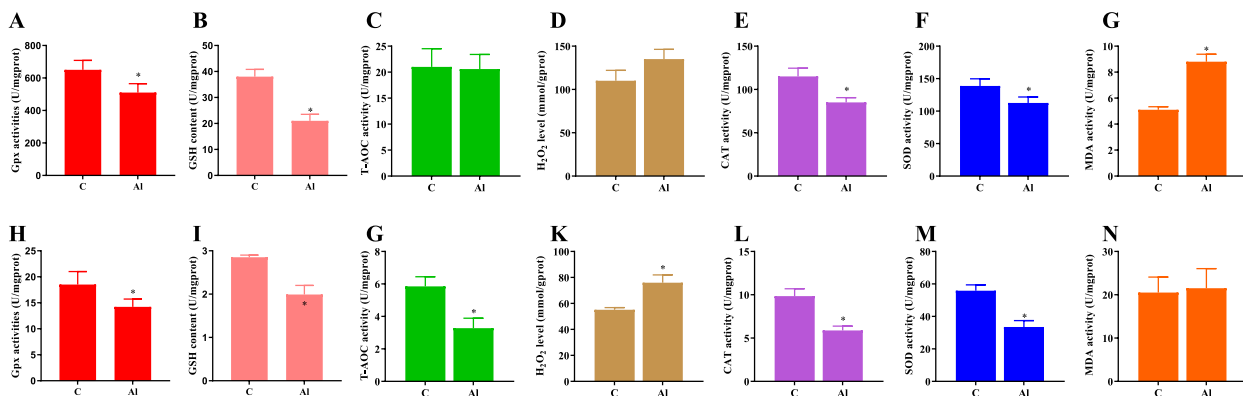 A
Gpx activities (U/mgprot)
800
600
400
200
0
*
C Al
B
GSH content (U/mgprot)
50
40
30
20
10
0
*
C Al
C
T-AOC activity (U/mgprot)
25
20
15
10
5
0
C Al
D
H₂O₂ level (mmol/gprot)
150
100
50
0
C Al
E
CAT activity (U/mgprot)
150
100
50
0
*
C Al
F
SOD activity (U/mgprot)
200
150
100
50
0
*
C Al
G
MDA activity (U/mgprot)
10
8
6
4
2
0
*
C Al
H
Gpx activities (U/mgprot)
25
20
15
10
5
0
*
C Al
I
GSH content (U/mgprot)
3
2
1
0
*
C Al
G
T-AOC activity (U/mgprot)
8
6
4
2
0
*
C Al
K
H₂O₂ level (mmol/gprot)
100
80
60
40
20
0
*
C Al
L
CAT activity (U/mgprot)
15
10
5
0
*
C Al
M
SOD activity (U/mgprot)
80
60
40
20
0
*
C Al
N
MDA activity (U/mgprot)
30
20
10
0
C Al